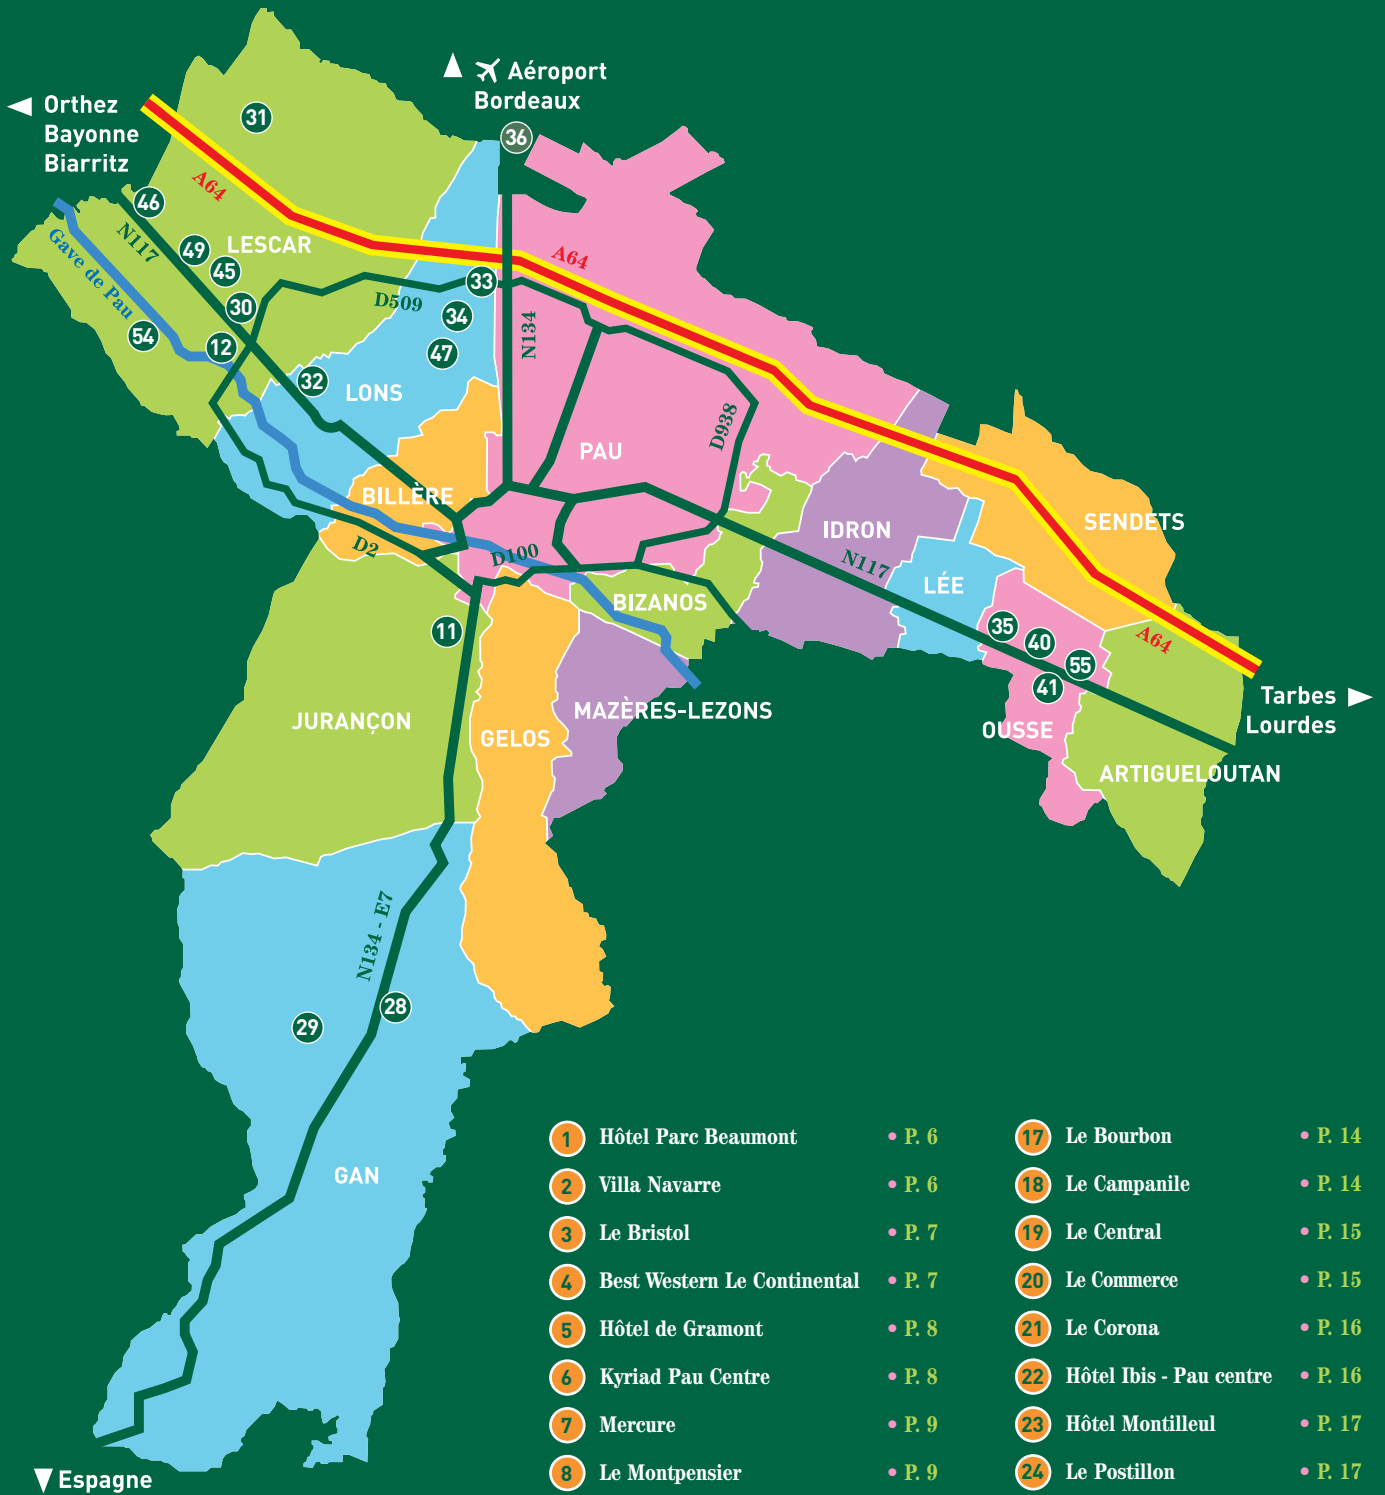 Aéroport
Bordeaux
Orthez
Bayonne
Biarritz
36
31
A64
46
N117
49
LESCAR
45
Gave de Pau
A64
33
30
D509
34
N134
54
12
47
32
LONS
D938
PAU
BILLÈRE
IDRON
SENDETS
D2
D100
N117
LÉE
BIZANOS
11
35
40
A64
55
41
Tarbes
Lourdes
JURANÇON
MAZÈRES-LEZONS
GELOS
OUSSE
ARTIGUELOUTAN
N134 - E7
28
29
GAN
Espagne
1 Hôtel Parc Beaumont • P. 6
2 Villa Navarre • P. 6
3 Le Bristol • P. 7
4 Best Western Le Continental • P. 7
5 Hôtel de Gramont • P. 8
6 Kyriad Pau Centre • P. 8
7 Mercure • P. 9
8 Le Montpensier • P. 9
17 Le Bourbon • P. 14
18 Le Campanile • P. 14
19 Le Central • P. 15
20 Le Commerce • P. 15
21 Le Corona • P. 16
22 Hôtel Ibis - Pau centre • P. 16
23 Hôtel Montilleul • P. 17
24 Le Postillon • P. 17